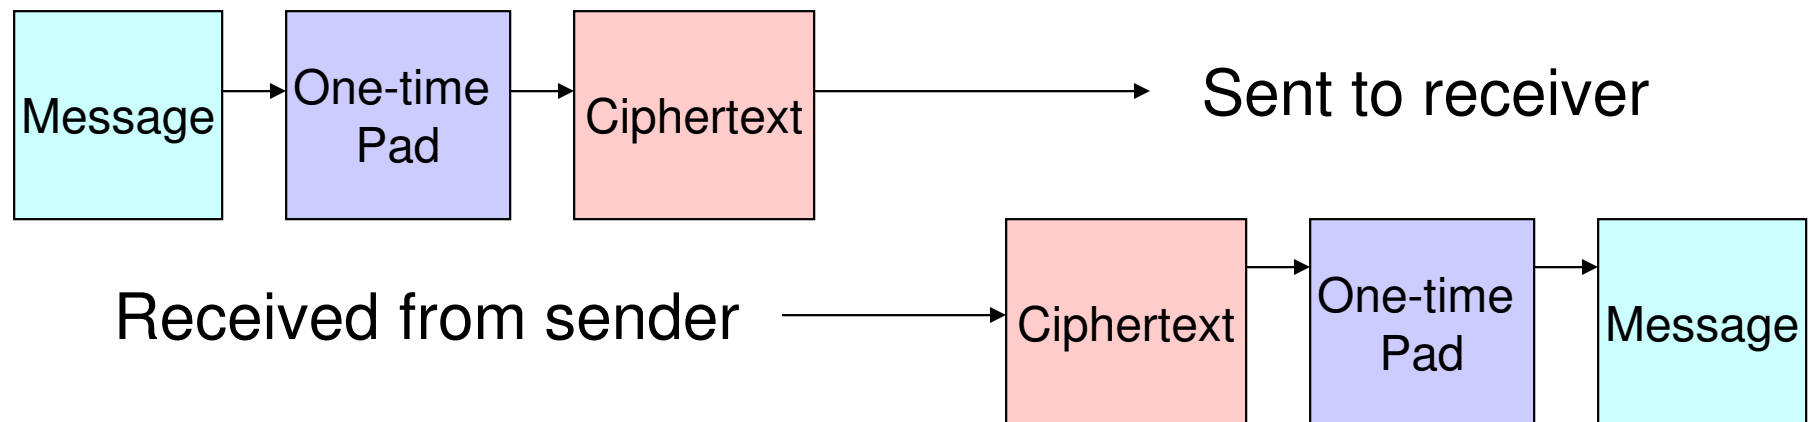 Message
One-time
Pad
Ciphertext
Sent to receiver
Received from sender
Ciphertext
One-time
Pad
Message